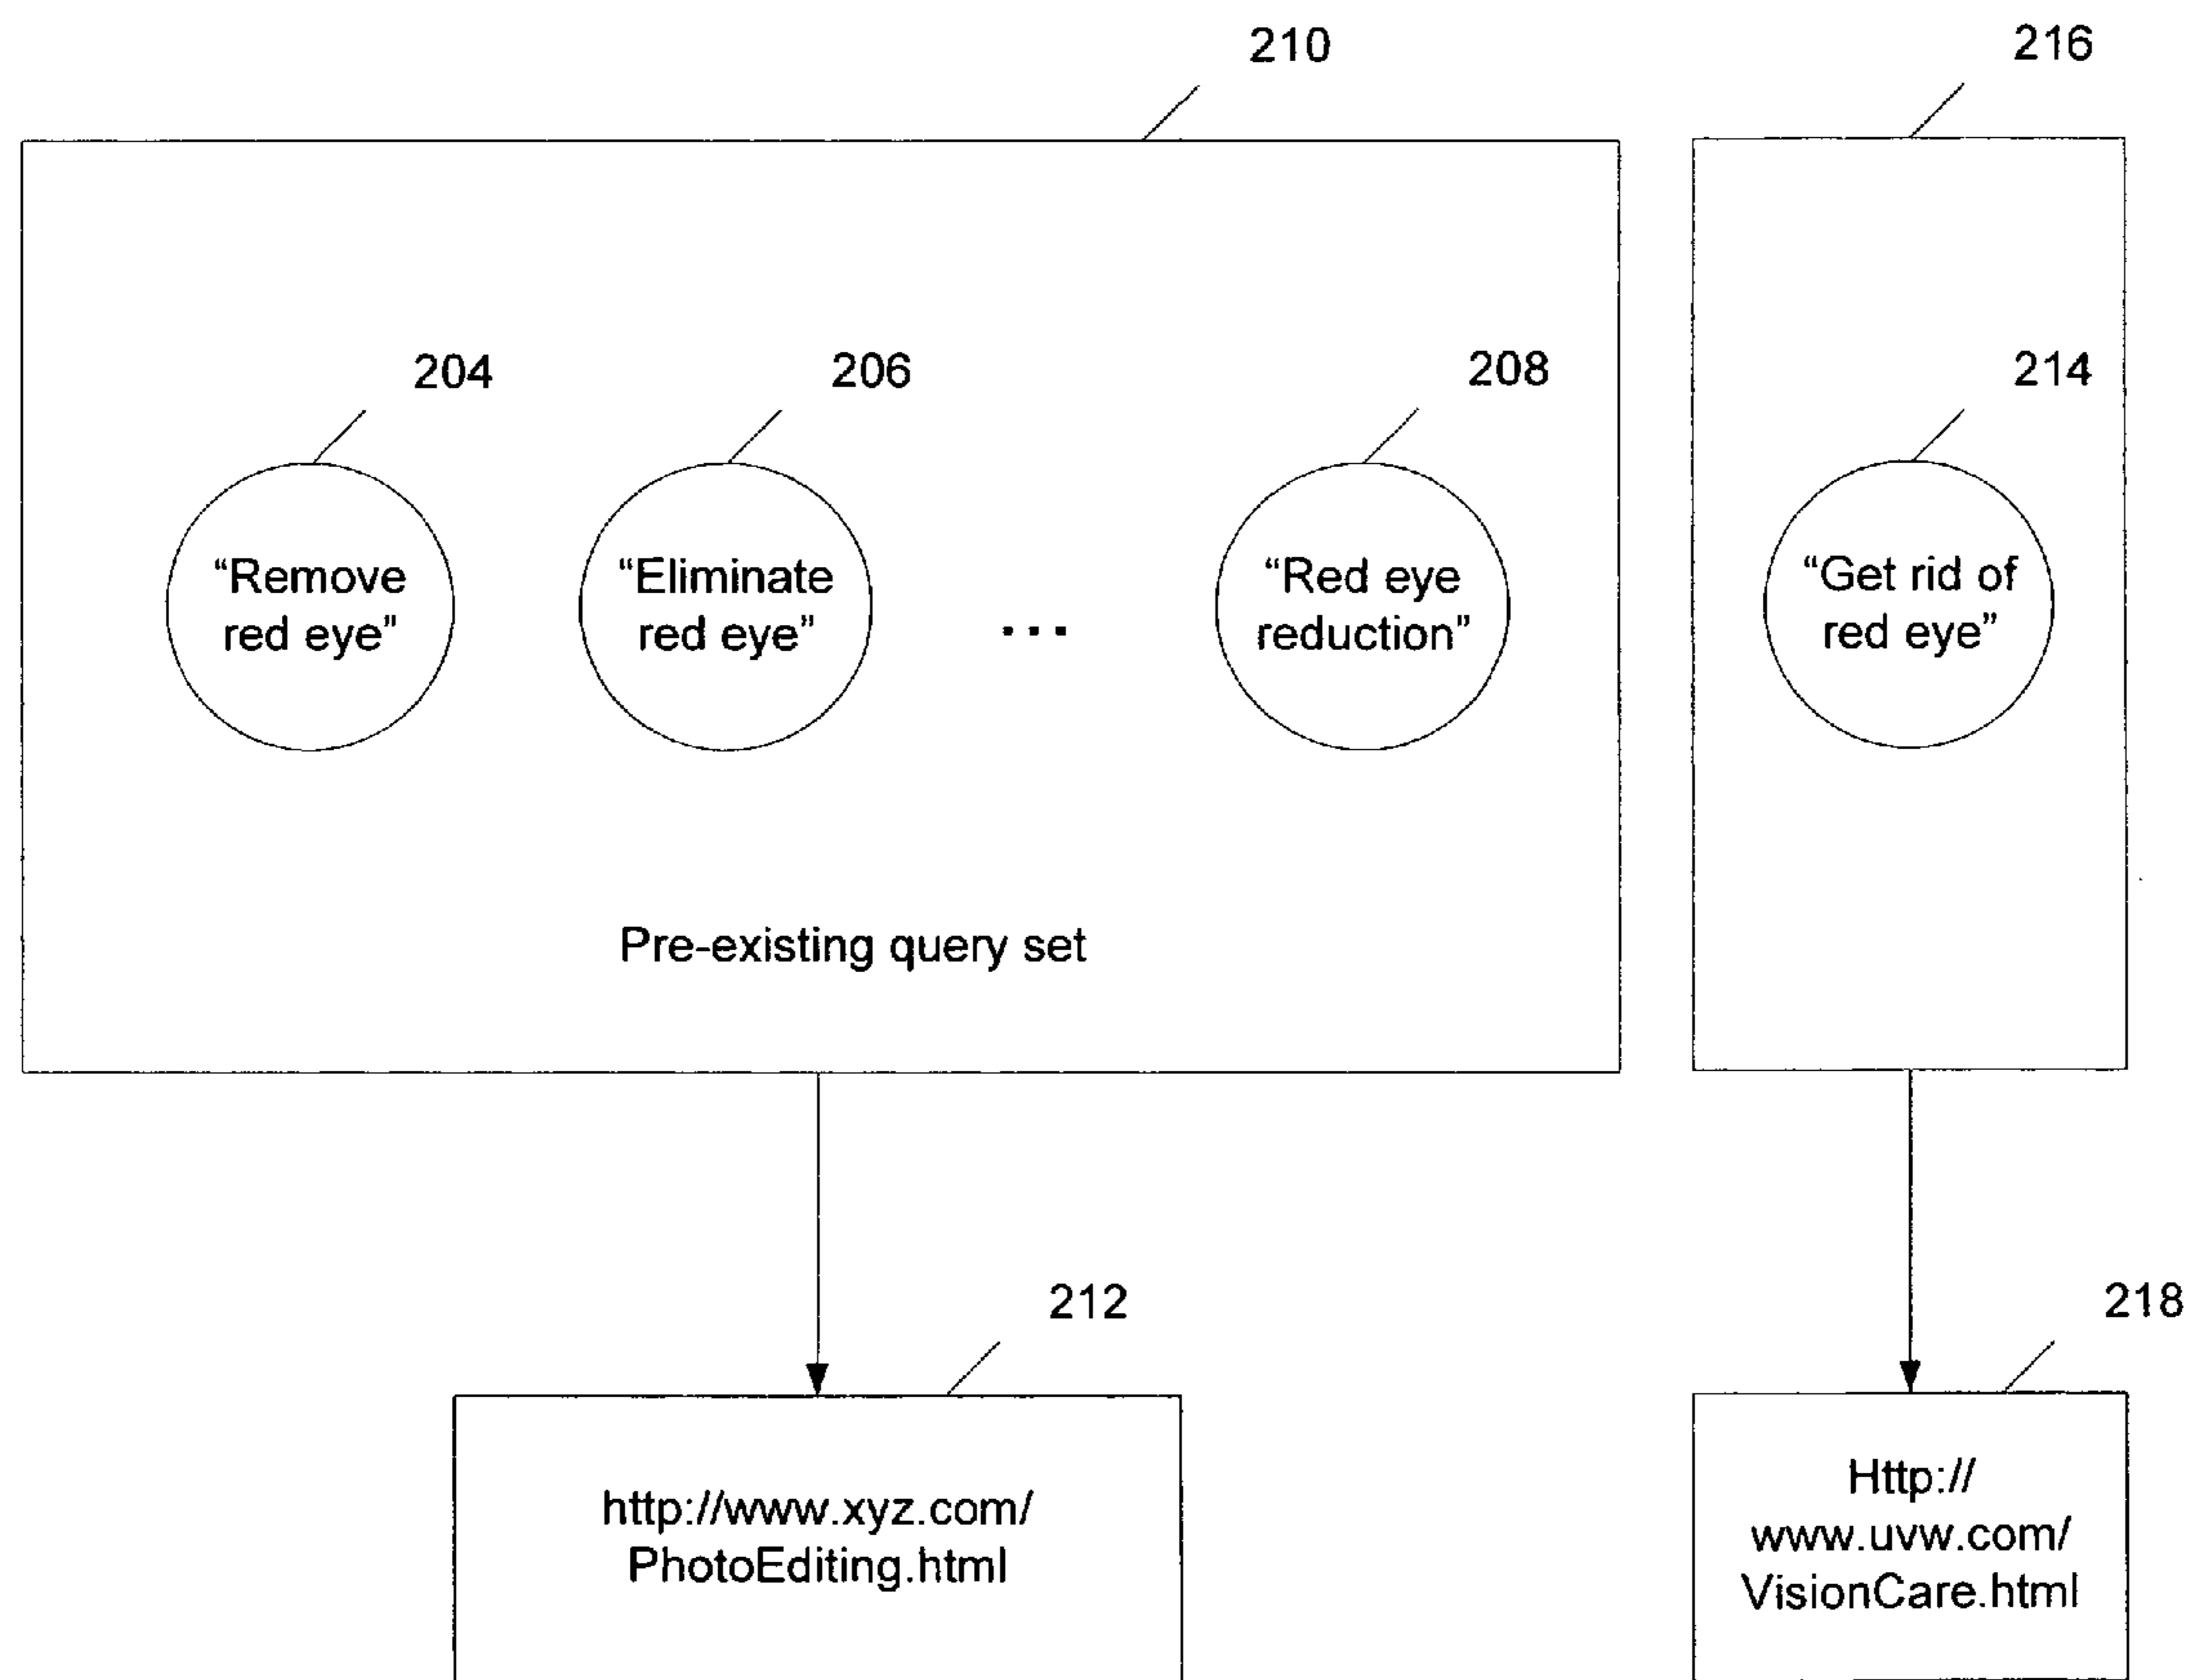 210
216
204
206
208
214
“Remove
red eye”
“Eliminate
red eye”
...
“Red eye
reduction”
“Get rid of
red eye”
Pre-existing query set
212
218
http://www.xyz.com/
PhotoEditing.html
Http://
www.uvw.com/
VisionCare.html